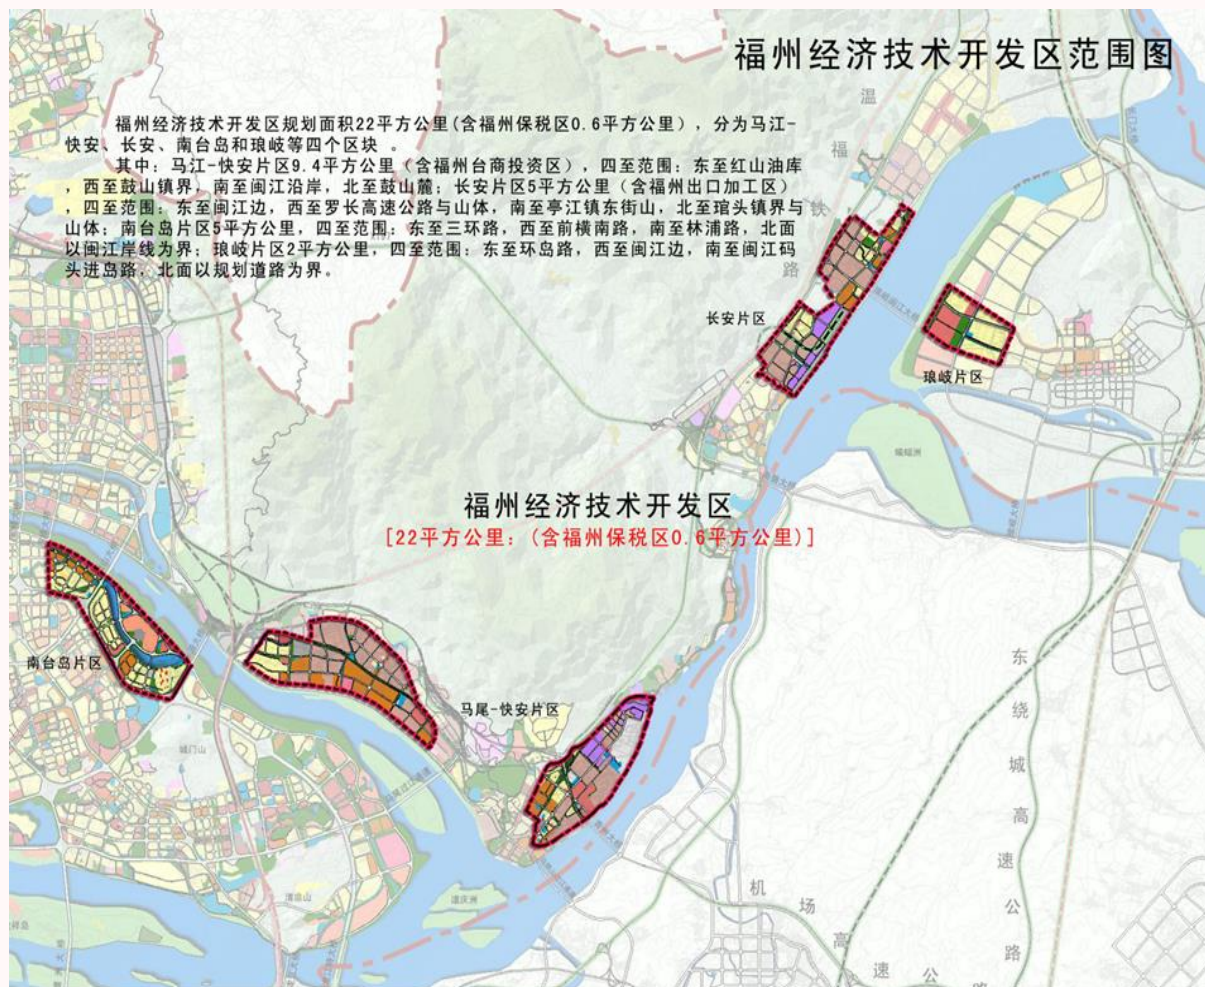 福州经济技术开发区范围图
福州经济技术开发区规划面积22平方公里(含福州保税区0.6平方公里)，分为马江-
快安、长安、南台岛和琅岐等四个区块 。
其中：马江-快安片区9.4平方公里（含福州台商投资区），四至范围：东至红山油库
，西至鼓山镇界，南至闽江沿岸，北至鼓山麓；长安片区5平方公里（含福州出口加工区）
，四至范围：东至闽江边，西至罗长高速公路与山体，南至亭江镇东街山，北至琯头镇界与
山体；南台岛片区5平方公里，四至范围：东至三环路，西至前横南路，南至林浦路，北面
以闽江岸线为界；琅岐片区2平方公里，四至范围：东至环岛路，西至闽江边，南至闽江码
头进岛路，北面以规划道路为界。
温
福
铁
路
长安片区
琅岐片区
蝙蝠洲
福州经济技术开发区
[22平方公里：(含福州保税区0.6平方公里)]
南台岛片区
马尾-快安片区
城门山
东
绕
城
高
速
公
路
机
场
高
速
公
路